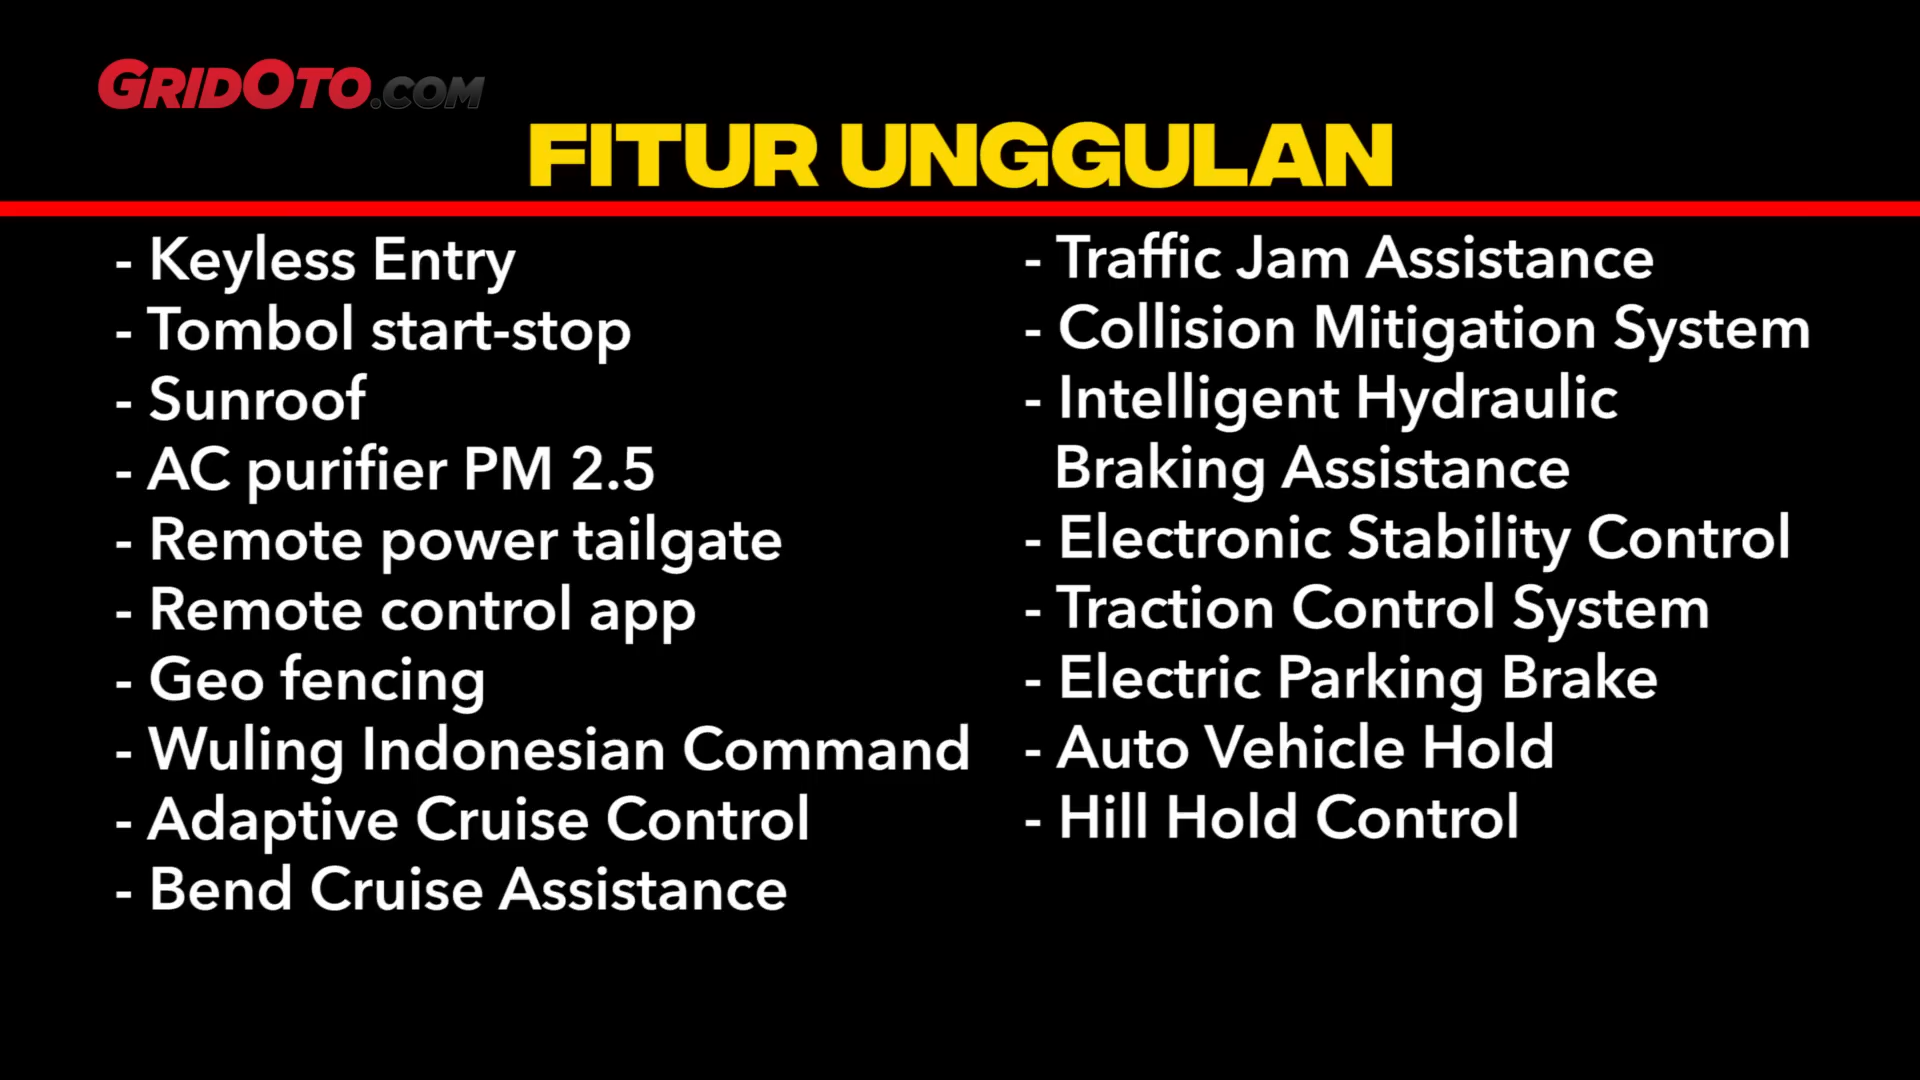 GRIDOTO.COM
FITUR UNGGULAN
- Keyless Entry
- Tombol start-stop
- Sunroof
- AC purifier PM 2.5
- Remote power tailgate
- Remote control app
- Geo fencing
- Wuling Indonesian Command
- Adaptive Cruise Control
- Bend Cruise Assistance
- Traffic Jam Assistance
- Collision Mitigation System
- Intelligent Hydraulic
Braking Assistance
- Electronic Stability Control
- Traction Control System
- Electric Parking Brake
- Auto Vehicle Hold
- Hill Hold Control